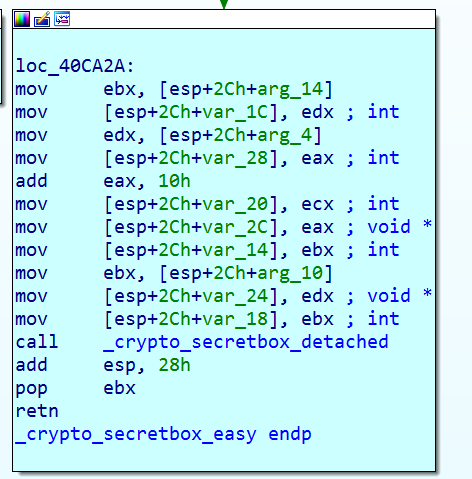 loc_40CA2A:
mov ebx, [esp+2Ch+arg_14]
mov [esp+2Ch+var_1C], edx ; int
mov edx, [esp+2Ch+arg_4]
mov [esp+2Ch+var_28], eax ; int
add eax, 10h
mov [esp+2Ch+var_20], ecx ; int
mov [esp+2Ch+var_2C], eax ; void *
mov [esp+2Ch+var_14], ebx ; int
mov ebx, [esp+2Ch+arg_10]
mov [esp+2Ch+var_24], edx ; void *
mov [esp+2Ch+var_18], ebx ; int
call _crypto_secretbox_detached
add esp, 28h
pop ebx
retn
_crypto_secretbox_easy endp